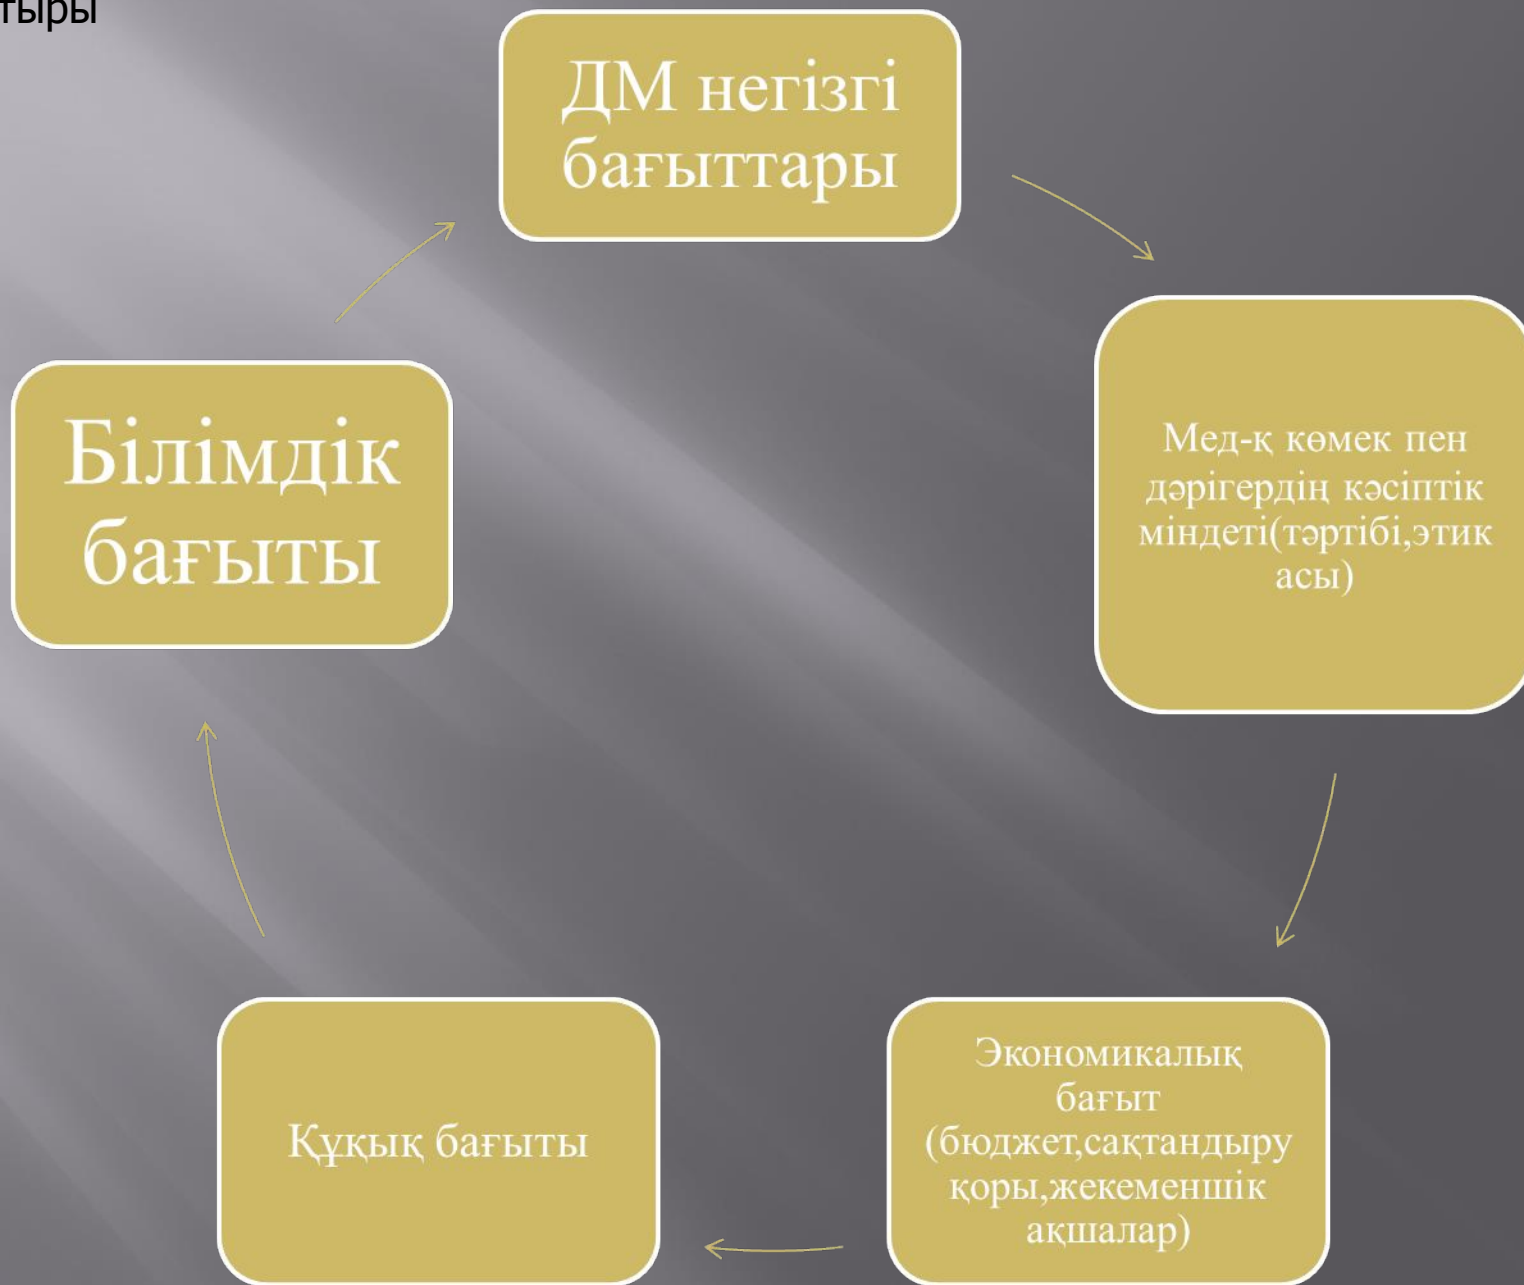 тыры
ДМ негізгі
бағыттары
Білімдік
бағыты
Мед-қ көмек пен
дәрігердің кәсіптік
міндеті(тәртібі,этик
асы)
Құқық бағыты
Экономикалық
бағыт
(бюджет,сақтандыру
қоры,жекеменшік
ақшалар)